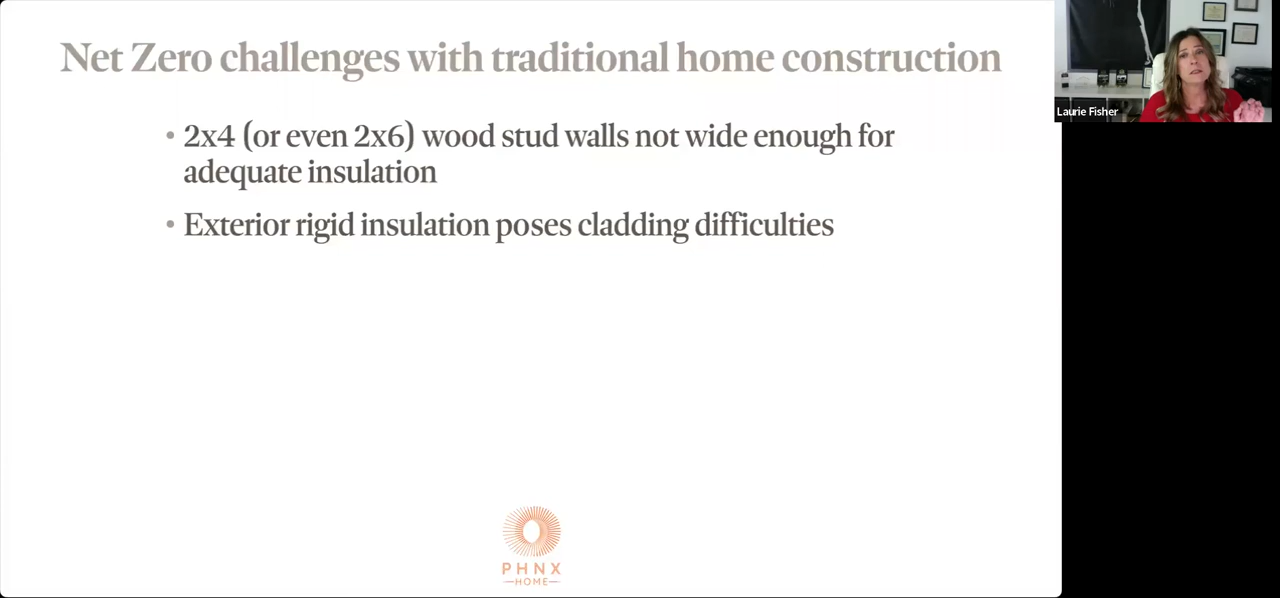 Net Zero challenges with traditional home construction
• 2x4 (or even 2x6) wood stud walls not wide enough for
adequate insulation
• Exterior rigid insulation poses cladding difficulties
PHNX
HOME
Laurie Fisher